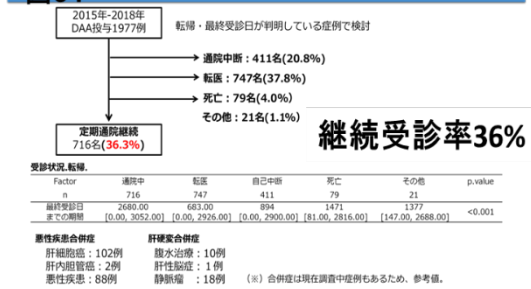 2015年-2018年
DAA投与1977例
転帰・最終受診日が判明している症例で検討
通院中断：411名(20.8%)
転医：747名(37.8%)
死亡：79名(4.0%)
その他：21名(1.1%)
定期通院継続
716名(36.3%)
継続受診率36%
受診状況.転帰.
Factor 通院中 転医 自己中断 死亡 その他 p.value
n 716 747 411 79 21
最終受診日までの期間 2680.00 683.00 894 1471 1377 <0.001
[0.00, 3052.00] [0.00, 2926.00] [0.00, 2900.00] [81.00, 2816.00] [147.00, 2688.00]
悪性疾患合併症 肝硬変合併症
肝細胞癌：102例 腹水治療：10例
肝内胆管癌：2例 肝性脳症：1例
悪性疾患：88例 静脈瘤 ：18例 (※) 合併症は現在調査中症例もあるため、参考値。